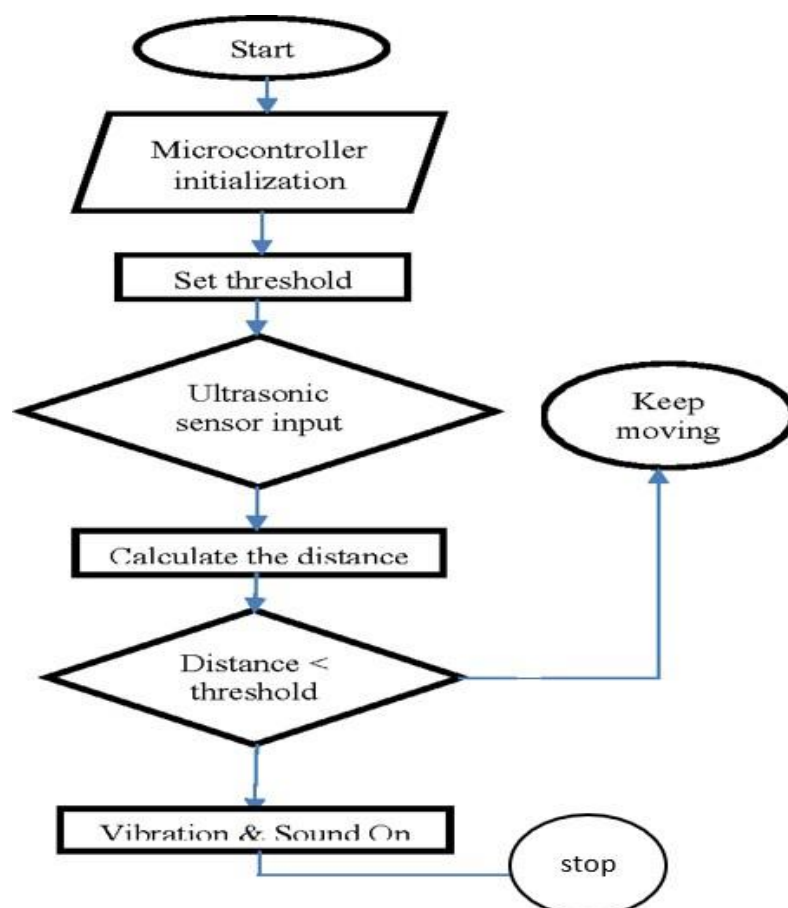 Start
Microcontroller
initialization
Set threshold
Ultrasonic
sensor input
Keep
moving
Calculate the distance
Distance <
threshold
Vibration & Sound On
stop